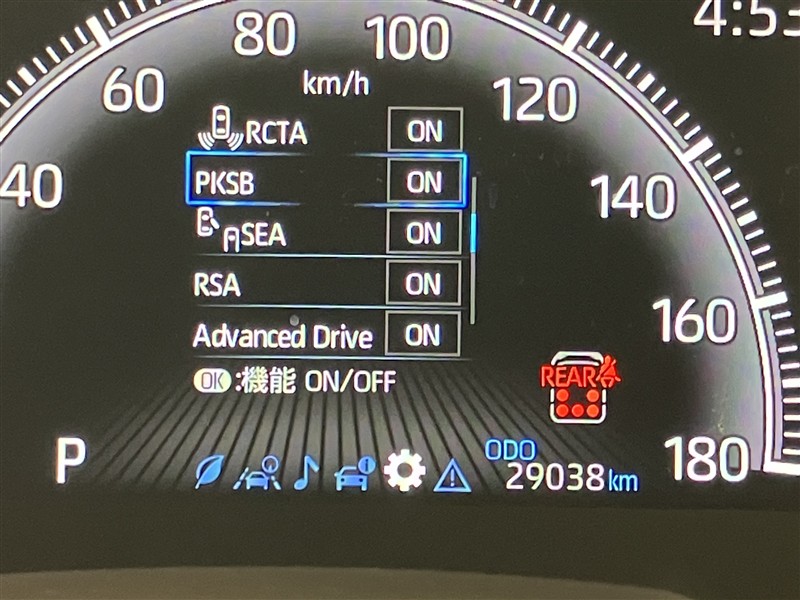 4:53
80 100
km/h
60 120
RCTA ON
40
PKSB ON
140
SEA ON
RSA ON
160
Advanced Drive ON
REAR
OK :機能 ON/OFF
P
ODO
29038 km
180